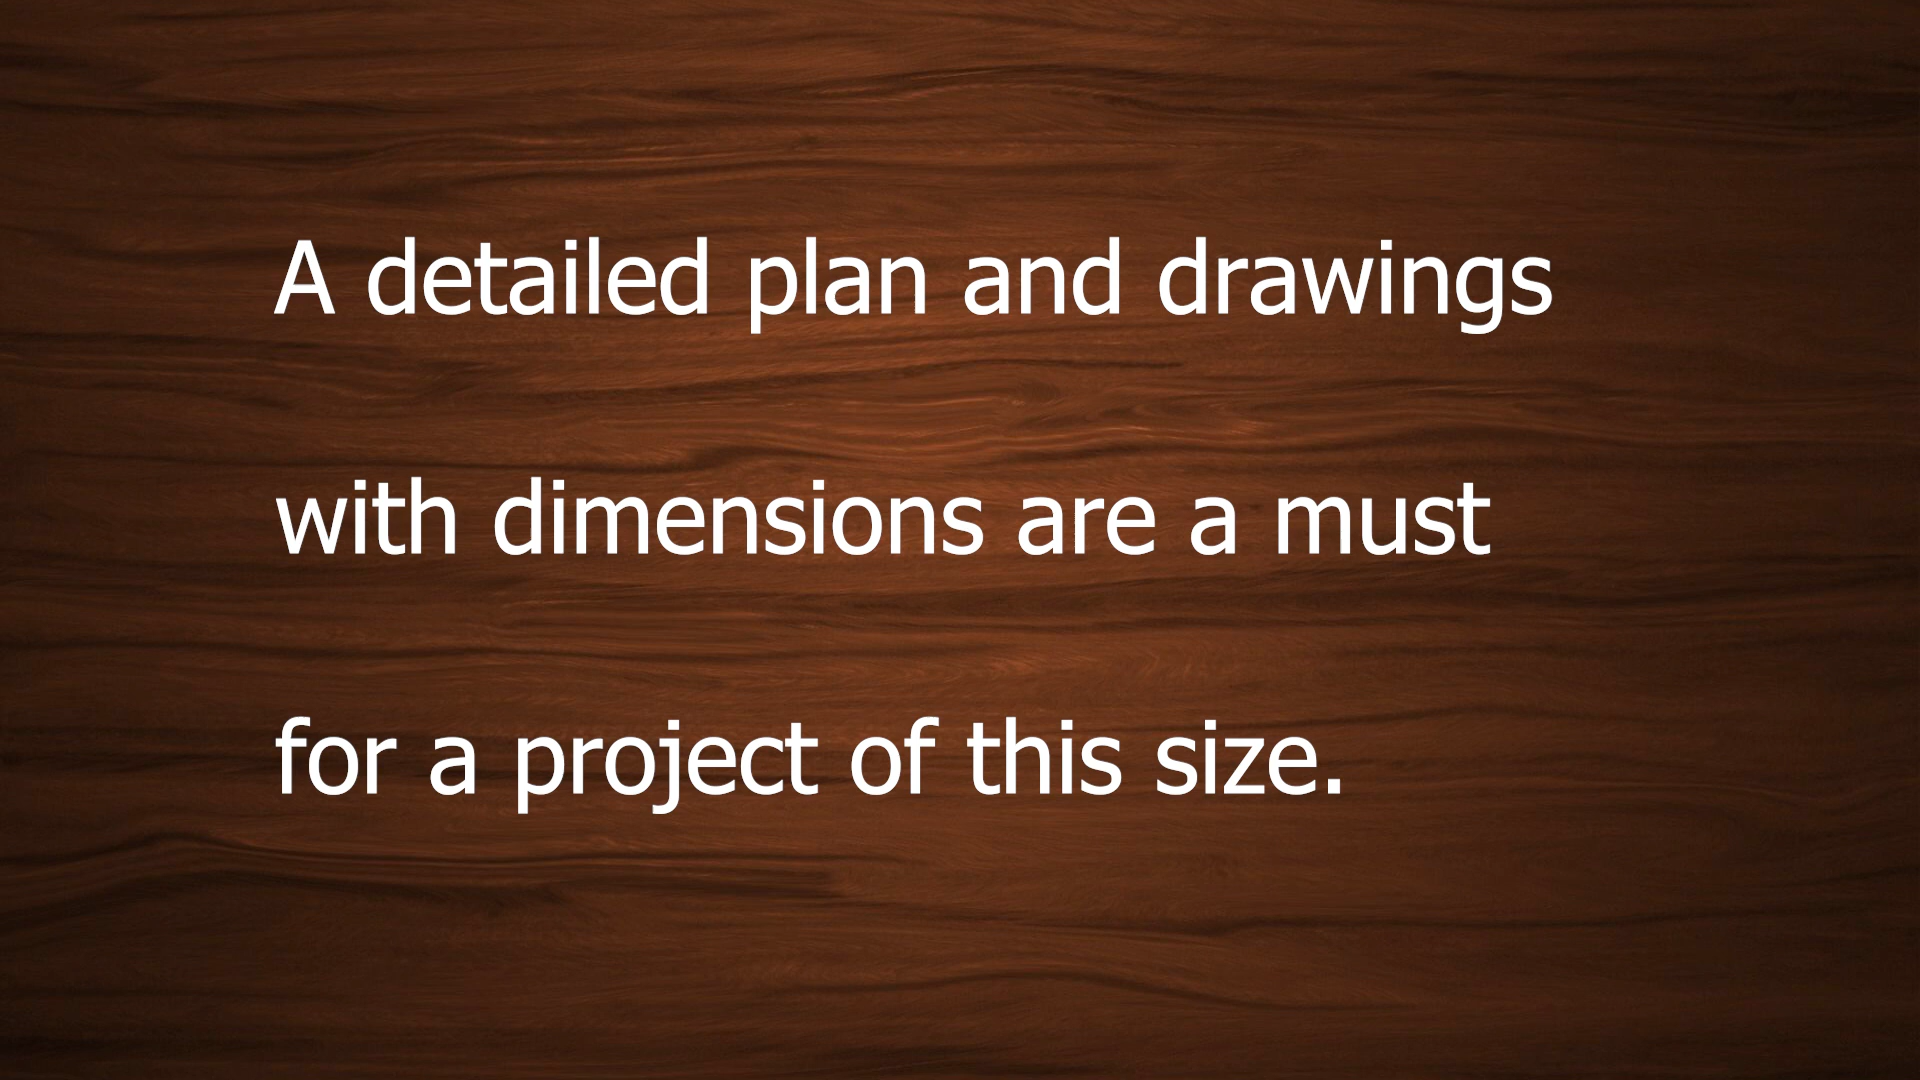 A detailed plan and drawings
with dimensions are a must
for a project of this size.